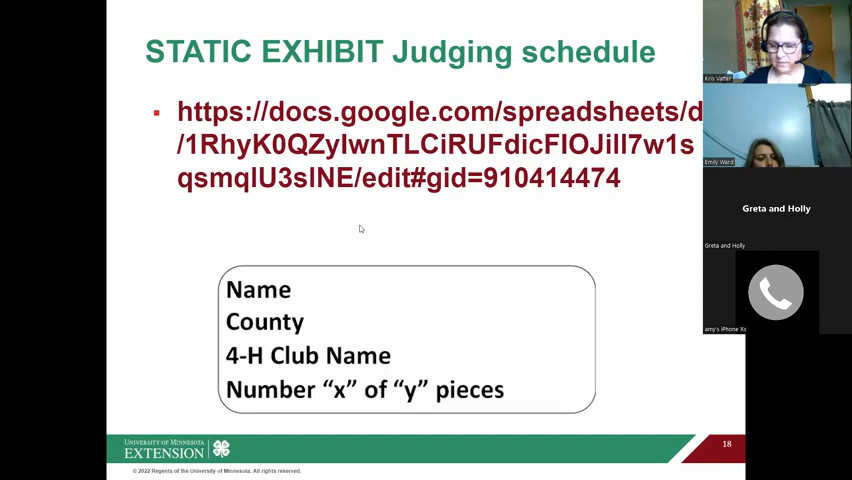 STATIC EXHIBIT Judging schedule
https://docs.google.com/spreadsheets/d
/1RhyK0QZyIwnTLCiRUFdicFIOJiII7w1s
qsmqIU3sINE/edit#gid=910414474
Name
County
4-H Club Name
Number “x” of “y” pieces
UNIVERSITY OF MINNESOTA
EXTENSION
18
© 2022 Regents of the University of Minnesota. All rights reserved.
Kris Vatter
Emily Ward
Greta and Holly
Greta and Holly
amy's iPhone Xs